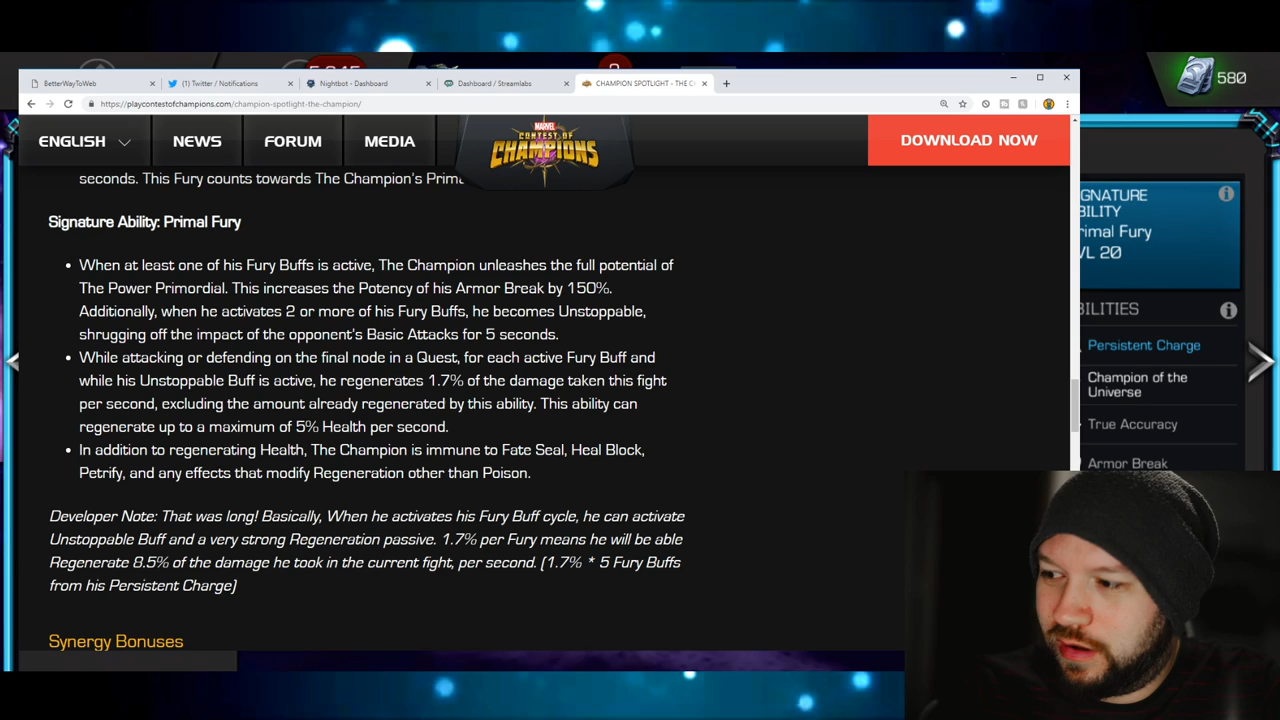 580
BetterWayToWeb
(1) Twitter / Notifications
Nightbot - Dashboard
Dashboard / Streamlabs
CHAMPION SPOTLIGHT - THE C
https://playcontestofchampions.com/champion-spotlight-the-champion/
ENGLISH
NEWS
FORUM
MEDIA
MARVEL
CONTEST OF
CHAMPIONS
DOWNLOAD NOW
seconds. This Fury counts towards The Champion's Prim
Signature Ability: Primal Fury
• When at least one of his Fury Buffs is active, The Champion unleashes the full potential of
The Power Primordial. This increases the Potency of his Armor Break by 150%.
Additionally, when he activates 2 or more of his Fury Buffs, he becomes Unstoppable,
shrugging off the impact of the opponent's Basic Attacks for 5 seconds.
• While attacking or defending on the final node in a Quest, for each active Fury Buff and
while his Unstoppable Buff is active, he regenerates 1.7% of the damage taken this fight
per second, excluding the amount already regenerated by this ability. This ability can
regenerate up to a maximum of 5% Health per second.
• In addition to regenerating Health, The Champion is immune to Fate Seal, Heal Block,
Petrify, and any effects that modify Regeneration other than Poison.
Developer Note: That was long! Basically, When he activates his Fury Buff cycle, he can activate
Unstoppable Buff and a very strong Regeneration passive. 1.7% per Fury means he will be able
Regenerate 8.5% of the damage he took in the current fight, per second. (1.7% * 5 Fury Buffs
from his Persistent Charge)
Synergy Bonuses
GNATURE
BILITY
rimal Fury
VL 20
BILITIES
Persistent Charge
Champion of the
Universe
True Accuracy
Armor Break